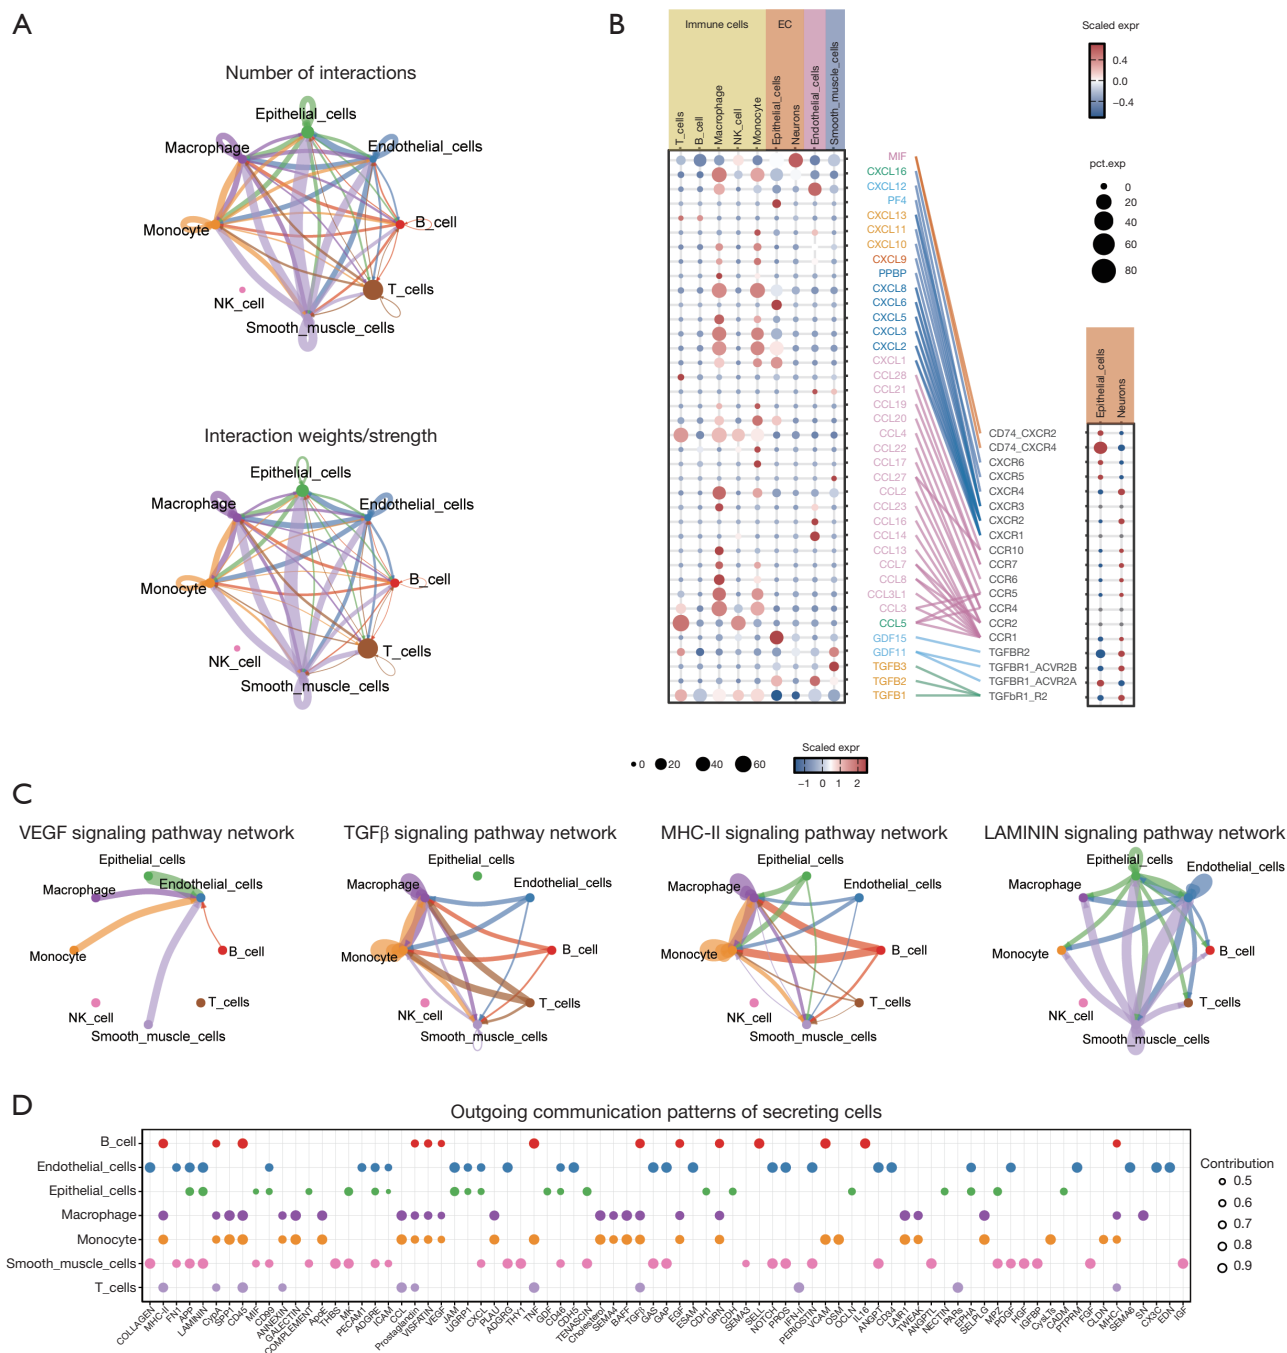 A
Number of interactions
Epithelial_cells
Macrophage
Endothelial_cells
Monocyte
B_cell
NK_cell
T_cells
Smooth_muscle_cells
Interaction weights/strength
Epithelial_cells
Macrophage
Endothelial_cells
Monocyte
B_cell
NK_cell
T_cells
Smooth_muscle_cells
B
Immune cells
EC
T_cells
B_cell
Macrophage
NK_cell
Monocyte
Epithelial_cells
Neurons
Endothelial_cells
Smooth_muscle_cells
MIF
CXCL16
CXCL12
PF4
CXCL13
CXCL11
CXCL10
CXCL9
PPBP
CXCL8
CXCL6
CXCL5
CXCL3
CXCL2
CXCL1
CCL28
CCL21
CCL19
CCL20
CCL4
CCL22
CCL17
CCL27
CCL2
CCL23
CCL16
CCL14
CCL13
CCL7
CCL8
CCL3L1
CCL3
CCL5
GDF15
GDF11
TGFB3
TGFB2
TGFB1
Scaled expr
0.4
0.0
−0.4
pct.exp
0
20
40
60
80
Epithelial_cells
Neurons
CD74_CXCR2
CD74_CXCR4
CXCR6
CXCR5
CXCR4
CXCR3
CXCR2
CXCR1
CCR10
CCR7
CCR6
CCR5
CCR4
CCR2
CCR1
TGFBR2
TGFBR1_ACVR2B
TGFBR1_ACVR2A
TGFbR1_R2
0 20 40 60
Scaled expr
−1 0 1 2
C
VEGF signaling pathway network
Epithelial_cells
Macrophage
Endothelial_cells
Monocyte
B_cell
NK_cell
T_cells
Smooth_muscle_cells
TGFβ signaling pathway network
Epithelial_cells
Macrophage
Endothelial_cells
Monocyte
B_cell
NK_cell
T_cells
Smooth_muscle_cells
MHC-II signaling pathway network
Epithelial_cells
Macrophage
Endothelial_cells
Monocyte
B_cell
NK_cell
T_cells
Smooth_muscle_cells
LAMININ signaling pathway network
Epithelial_cells
Macrophage
Endothelial_cells
Monocyte
B_cell
NK_cell
T_cells
Smooth_muscle_cells
D
Outgoing communication patterns of secreting cells
B_cell
Endothelial_cells
Epithelial_cells
Macrophage
Monocyte
Smooth_muscle_cells
T_cells
COLLAGEN
MHC-II
FN1
APP
LAMININ
CypA
SPP1
CD45
MIF
CD99
ANNEXIN
GALECTIN
COMPLEMENT
ApoE
THBS
MK
PECAM1
ADGRE
ICAM
CCL
Prostaglandin
VISFATIN
VEGF
JAM
UGRP1
CXCL
PLAU
ADGRG
THY1
TNF
GDF
CD46
CDH5
TENASCIN
Cholesterol
SEMA4
BAFF
TGFβ
GAS
GAP
EGF
ESAM
GRN
CDH1
CDH
SEMA3
SELL
NOTCH
PROS
IFN-II
PERIOSTIN
VCAM
OSM
OCLN
IL16
ANGPT
CD34
LAIR1
TWEAK
ANGPTL
NECTIN
PARs
EPHA
SELPLG
MPZ
PDGF
HGF
IGFBP
CysLTs
CADM
PTPRM
FGF
CLDN
MHC-I
SEMA6
SN
CX3C
EDN
IGF
Contribution
0.5
0.6
0.7
0.8
0.9